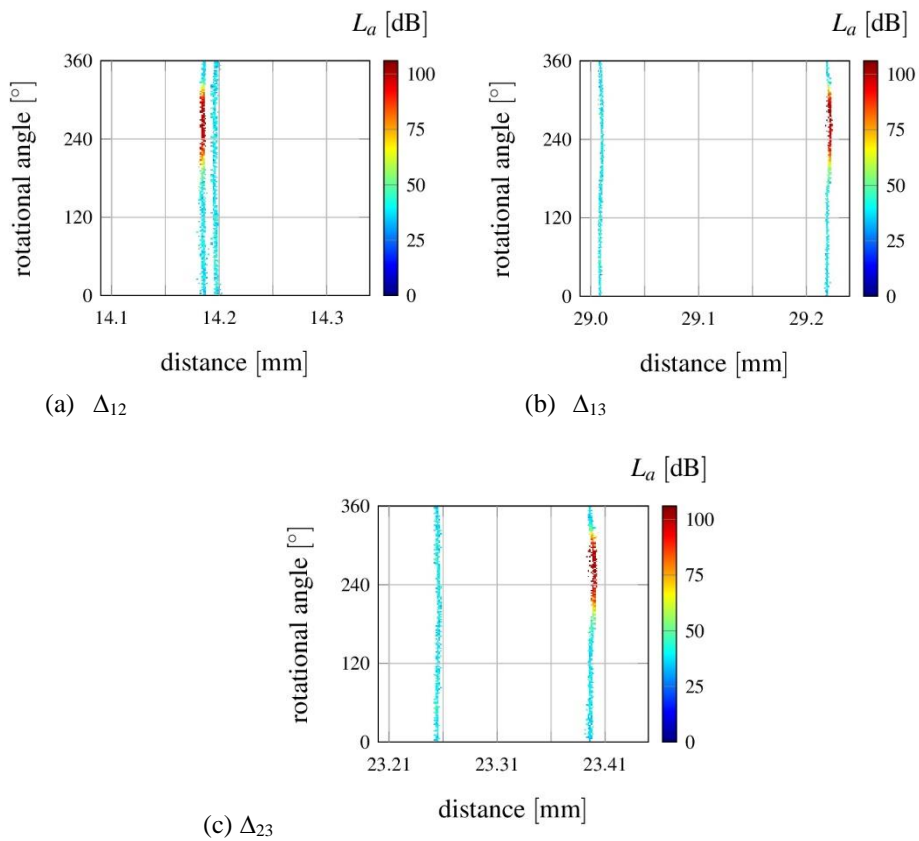 L_a [dB]
L_a [dB]
360
240
120
0
rotational angle [°]
100
75
50
25
0
14.1 14.2 14.3
distance [mm]
360
240
120
0
rotational angle [°]
100
75
50
25
0
29.0 29.1 29.2
distance [mm]
(a) Δ12
(b) Δ13
L_a [dB]
360
240
120
0
rotational angle [°]
100
75
50
25
0
23.21 23.31 23.41
distance [mm]
(c) Δ23